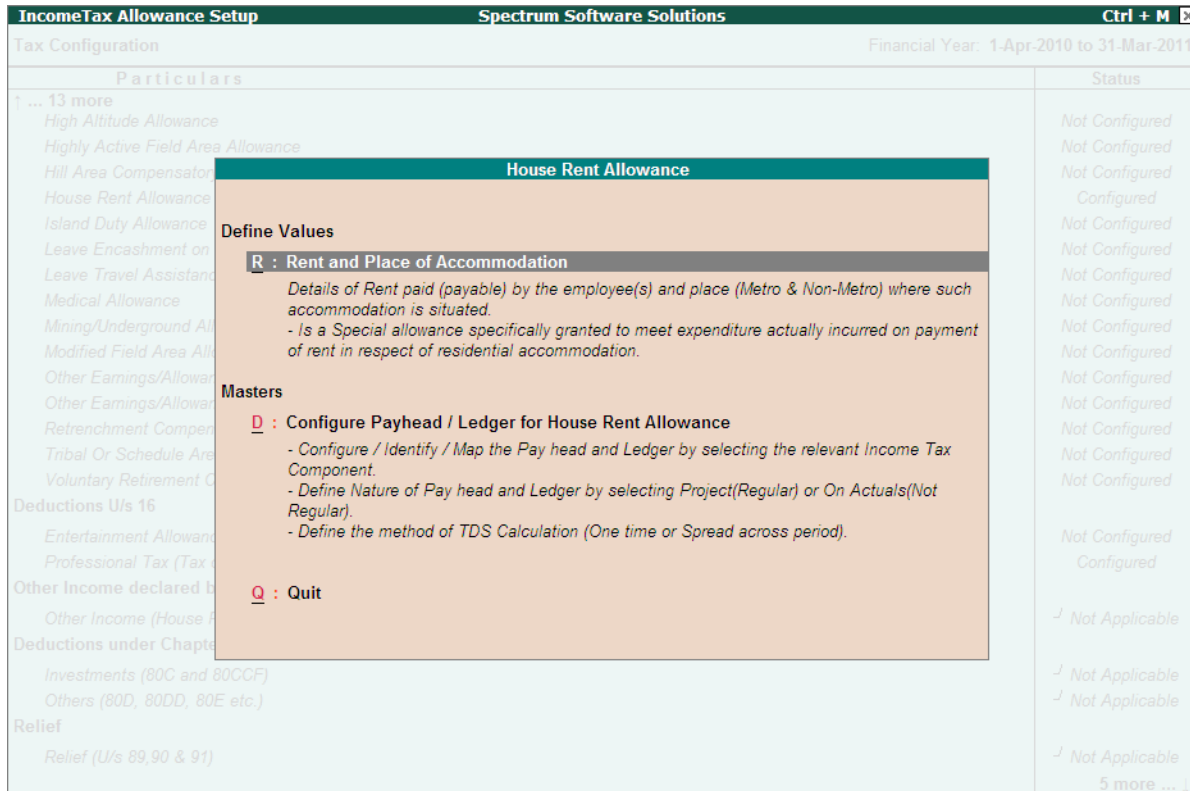 IncomeTax Allowance Setup Spectrum Software Solutions Ctrl + M
Tax Configuration Financial Year: 1-Apr-2010 to 31-Mar-2011
Particulars Status
↑ ... 13 more
High Altitude Allowance Not Configured
Highly Active Field Area Allowance Not Configured
Hill Area Compensator Not Configured
House Rent Allowance Configured
Island Duty Allowance Not Configured
Leave Encashment on Not Configured
Leave Travel Assistanc Not Configured
Medical Allowance Not Configured
Mining/Underground All Not Configured
Modified Field Area Allo Not Configured
Other Earnings/Allowan Not Configured
Other Earnings/Allowan Not Configured
Retrenchment Compen Not Configured
Tribal Or Schedule Are Not Configured
Voluntary Retirement C Not Configured
Deductions U/s 16
Entertainment Allowanc Not Configured
Professional Tax (Tax Configured
Other Income declared b
Other Income (House Not Applicable
Deductions under Chapte
Investments (80C and 80CCF) Not Applicable
Others (80D, 80DD, 80E etc.) Not Applicable
Relief
Relief (U/s 89,90 & 91) Not Applicable
5 more ... ↓
House Rent Allowance
Define Values
R : Rent and Place of Accommodation
Details of Rent paid (payable) by the employee(s) and place (Metro & Non-Metro) where such
accommodation is situated.
- Is a Special allowance specifically granted to meet expenditure actually incurred on payment
of rent in respect of residential accommodation.
Masters
D : Configure Payhead / Ledger for House Rent Allowance
- Configure / Identify / Map the Pay head and Ledger by selecting the relevant Income Tax
Component.
- Define Nature of Pay head and Ledger by selecting Project(Regular) or On Actuals(Not
Regular).
- Define the method of TDS Calculation (One time or Spread across period).
Q : Quit